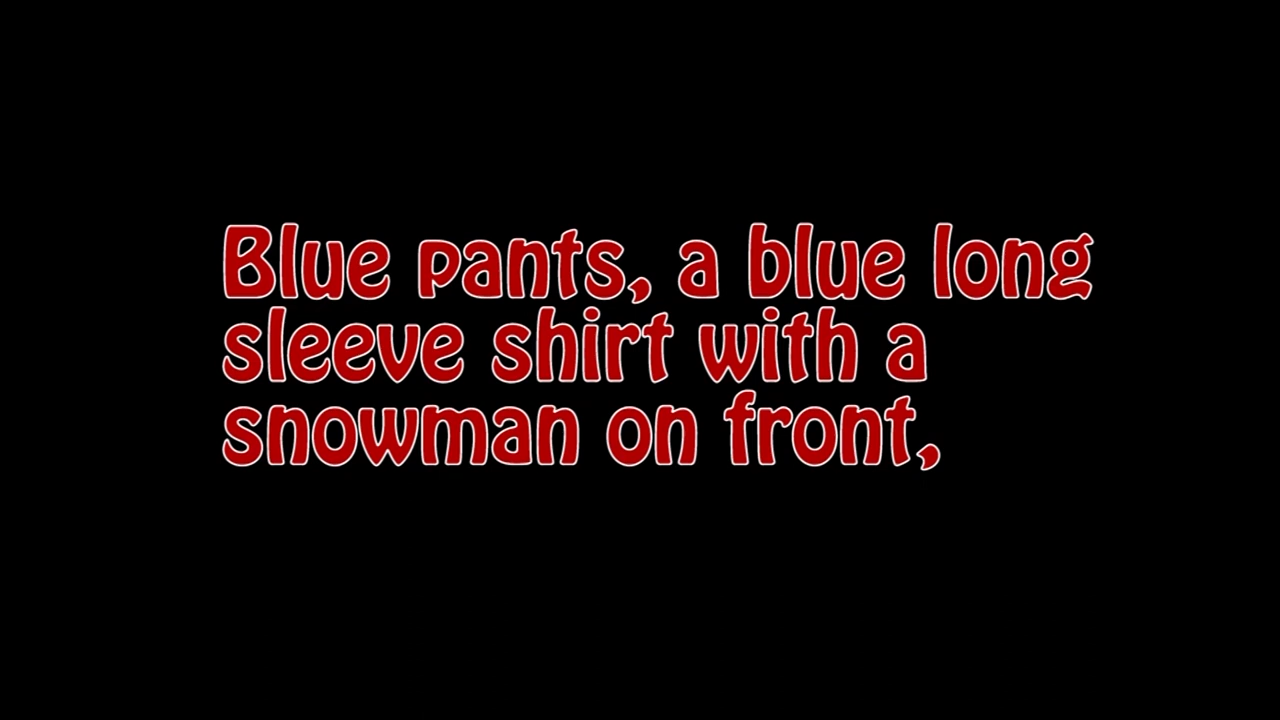 Blue pants, a blue long
sleeve shirt with a
snowman on front,